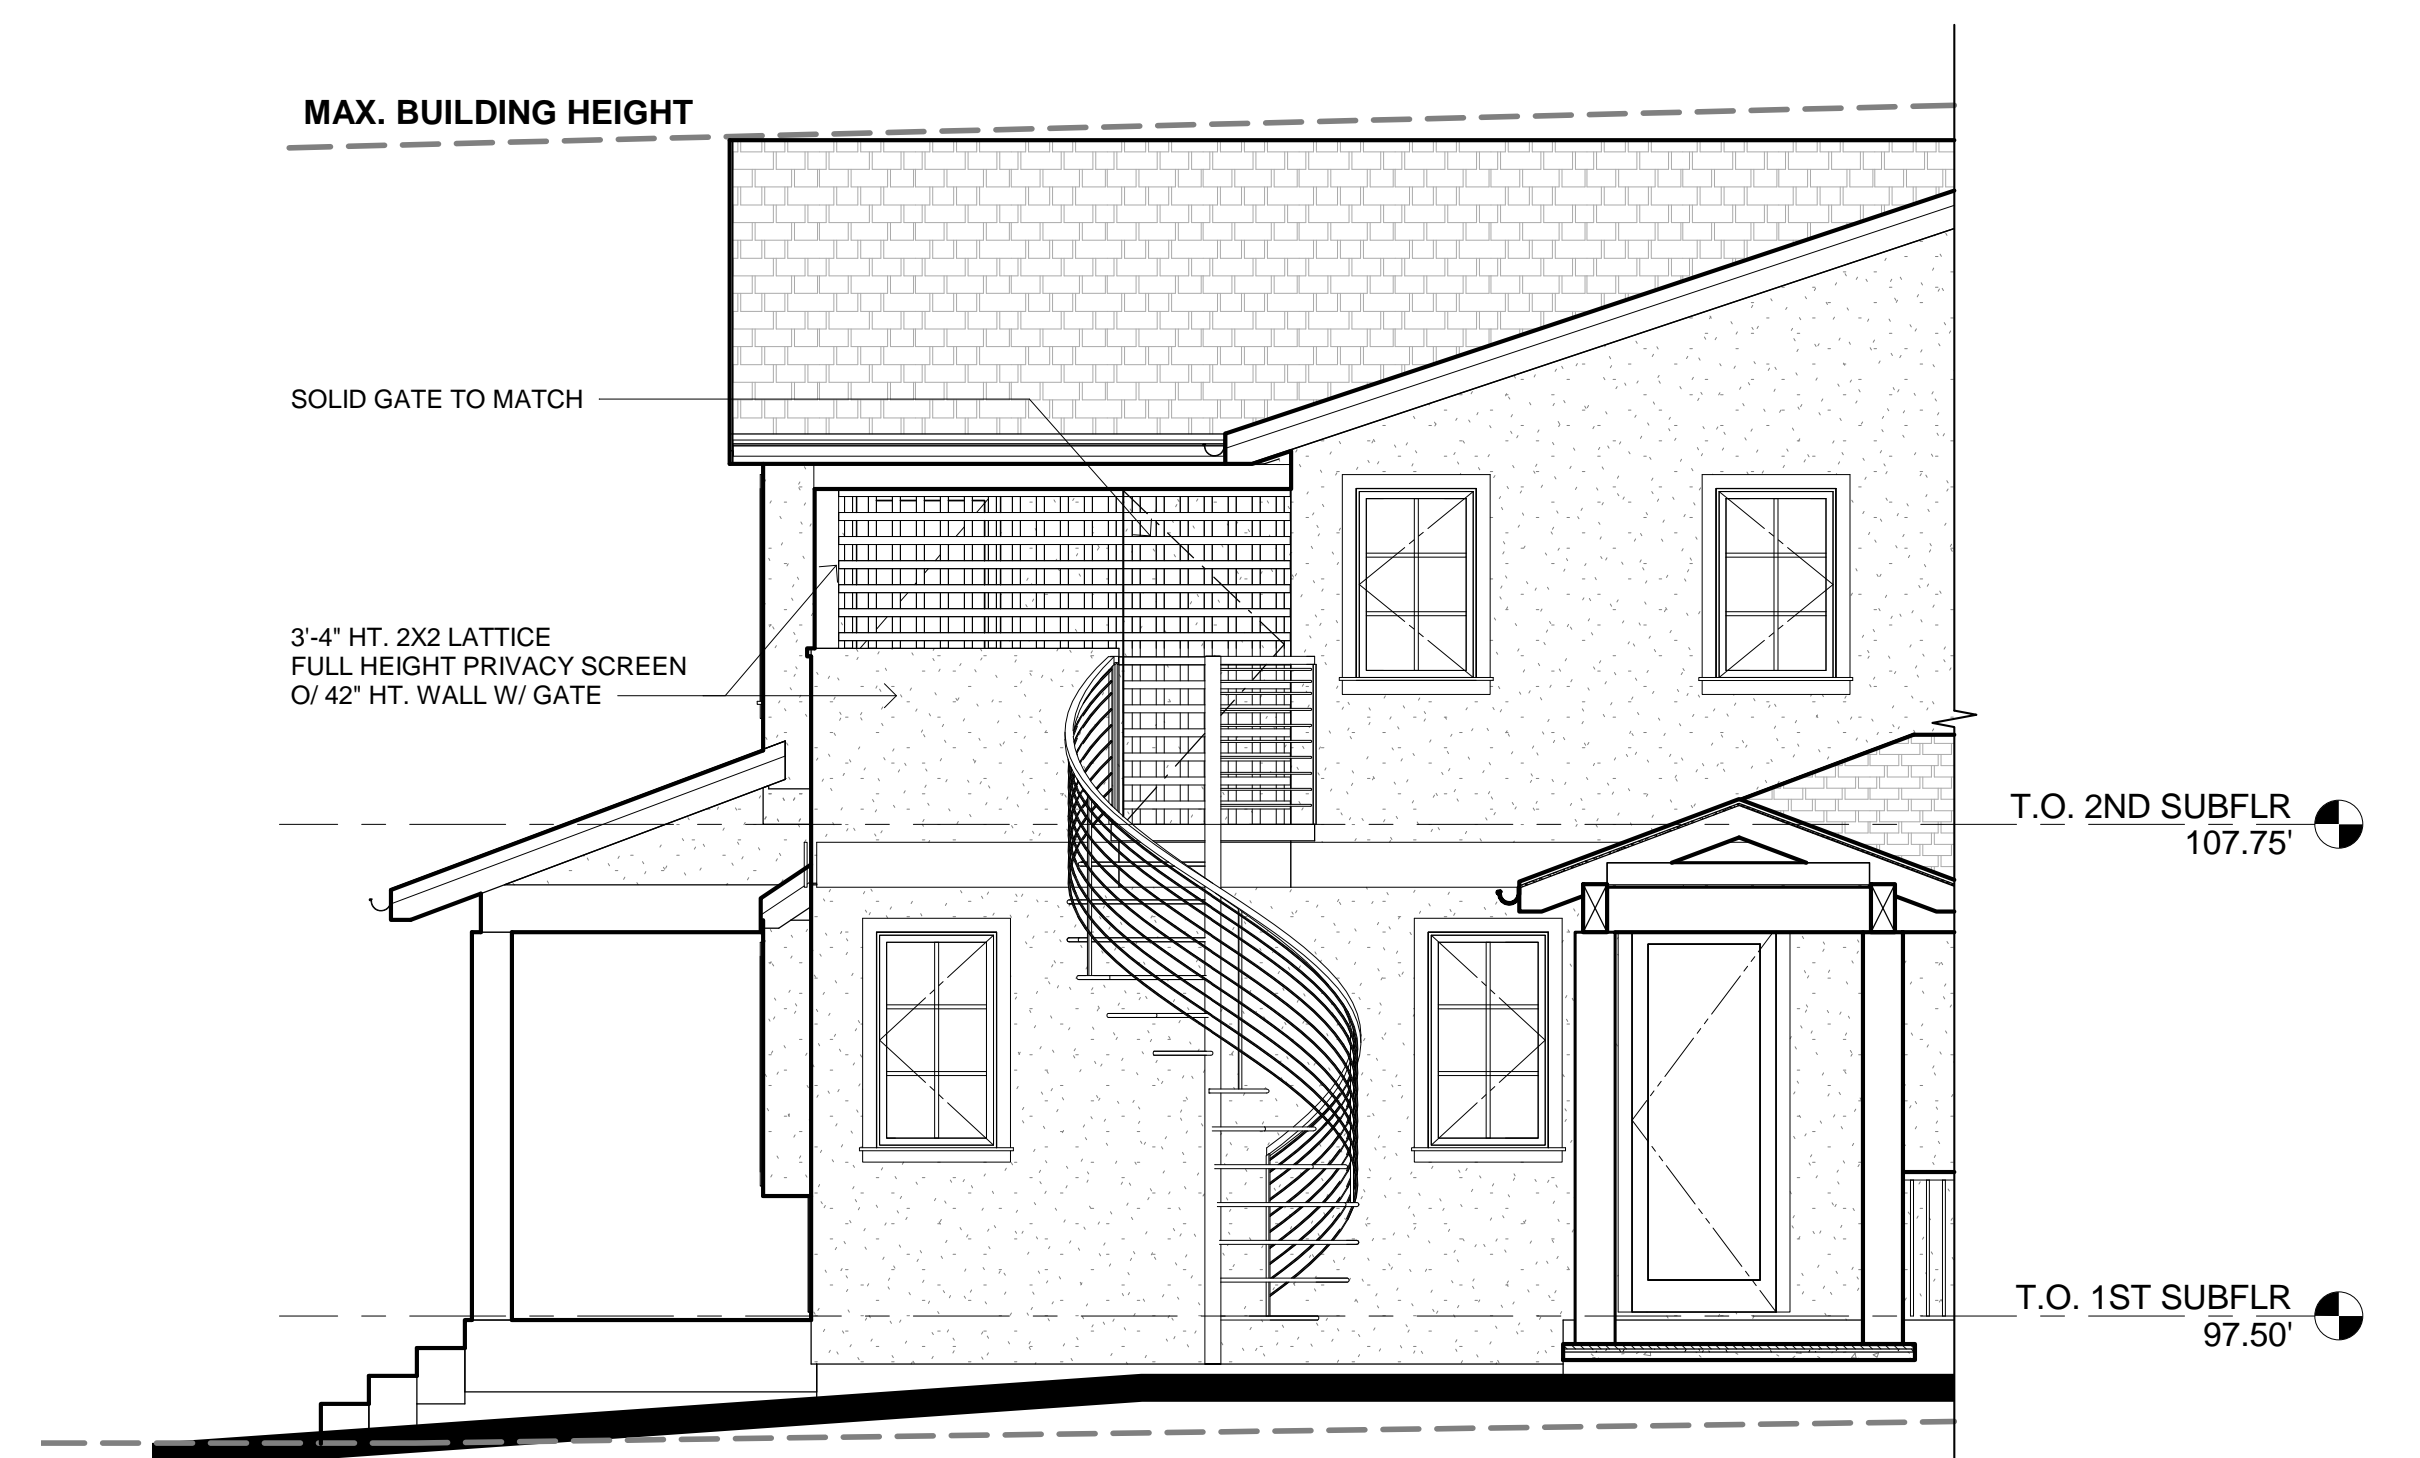 MAX. BUILDING HEIGHT
SOLID GATE TO MATCH
3'-4" HT. 2X2 LATTICE
FULL HEIGHT PRIVACY SCREEN
O/ 42" HT. WALL W/ GATE
T.O. 2ND SUBFLR
107.75'
T.O. 1ST SUBFLR
97.50'